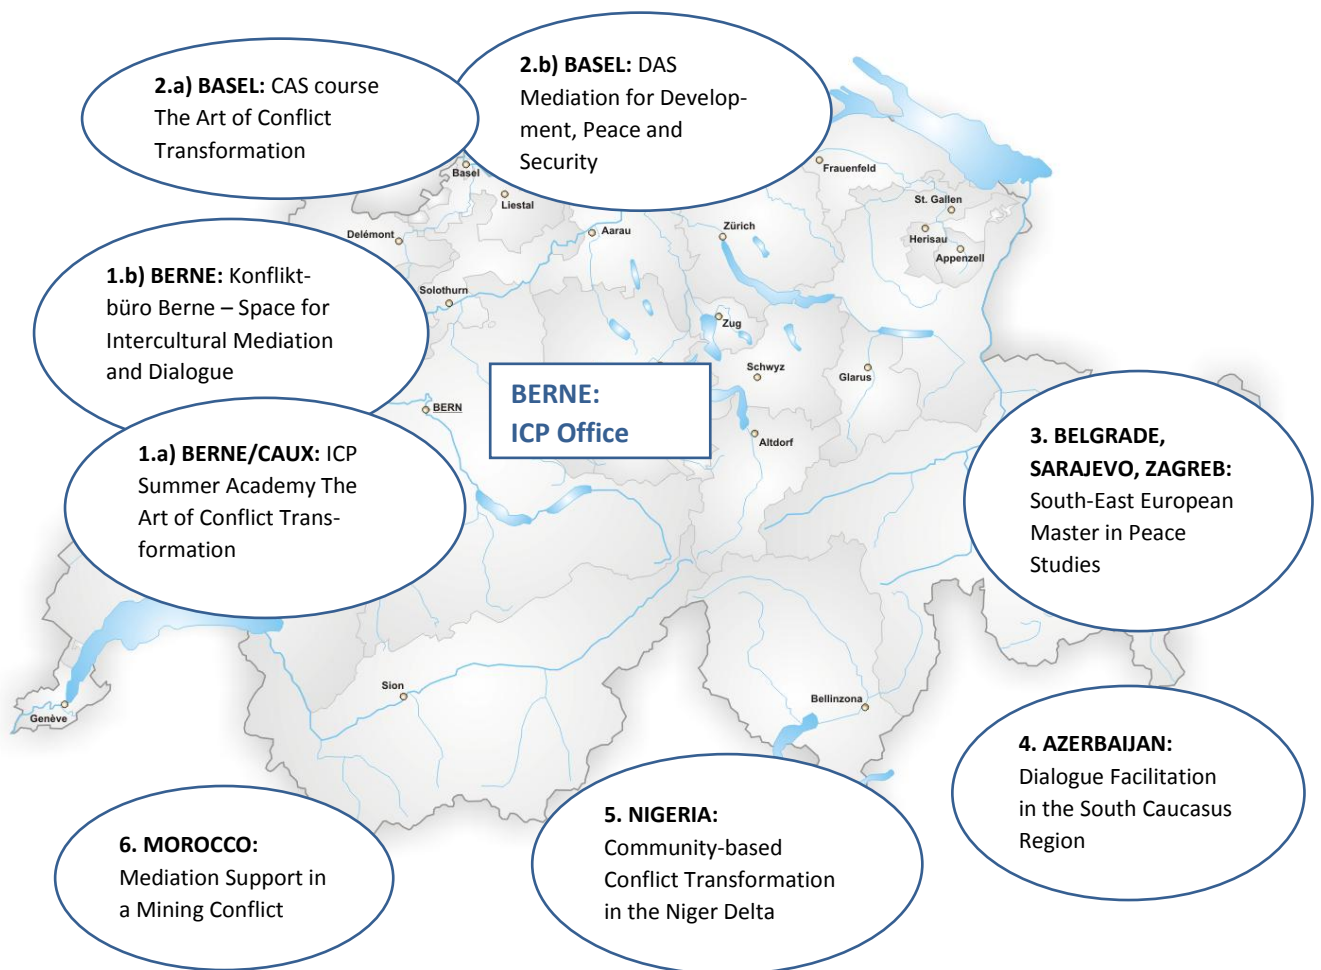 2.a) BASEL: CAS course
The Art of Conflict
Transformation
2.b) BASEL: DAS
Mediation for Develop-
ment, Peace and
Security
Basel
Liestal
Frauenfeld
St. Gallen
Herisau
Appenzell
Delémont
Aarau
Zürich
Solothurn
1.b) BERNE: Konflikt-
büro Berne – Space for
Intercultural Mediation
and Dialogue
Zug
Schwyz
Glarus
BERN
BERNE:
ICP Office
Altdorf
1.a) BERNE/CAUX: ICP
Summer Academy The
Art of Conflict Trans-
formation
3. BELGRADE,
SARAJEVO, ZAGREB:
South-East European
Master in Peace
Studies
Sion
Bellinzona
Genève
4. AZERBAIJAN:
Dialogue Facilitation
in the South Caucasus
Region
5. NIGERIA:
Community-based
Conflict Transformation
in the Niger Delta
6. MOROCCO:
Mediation Support in
a Mining Conflict